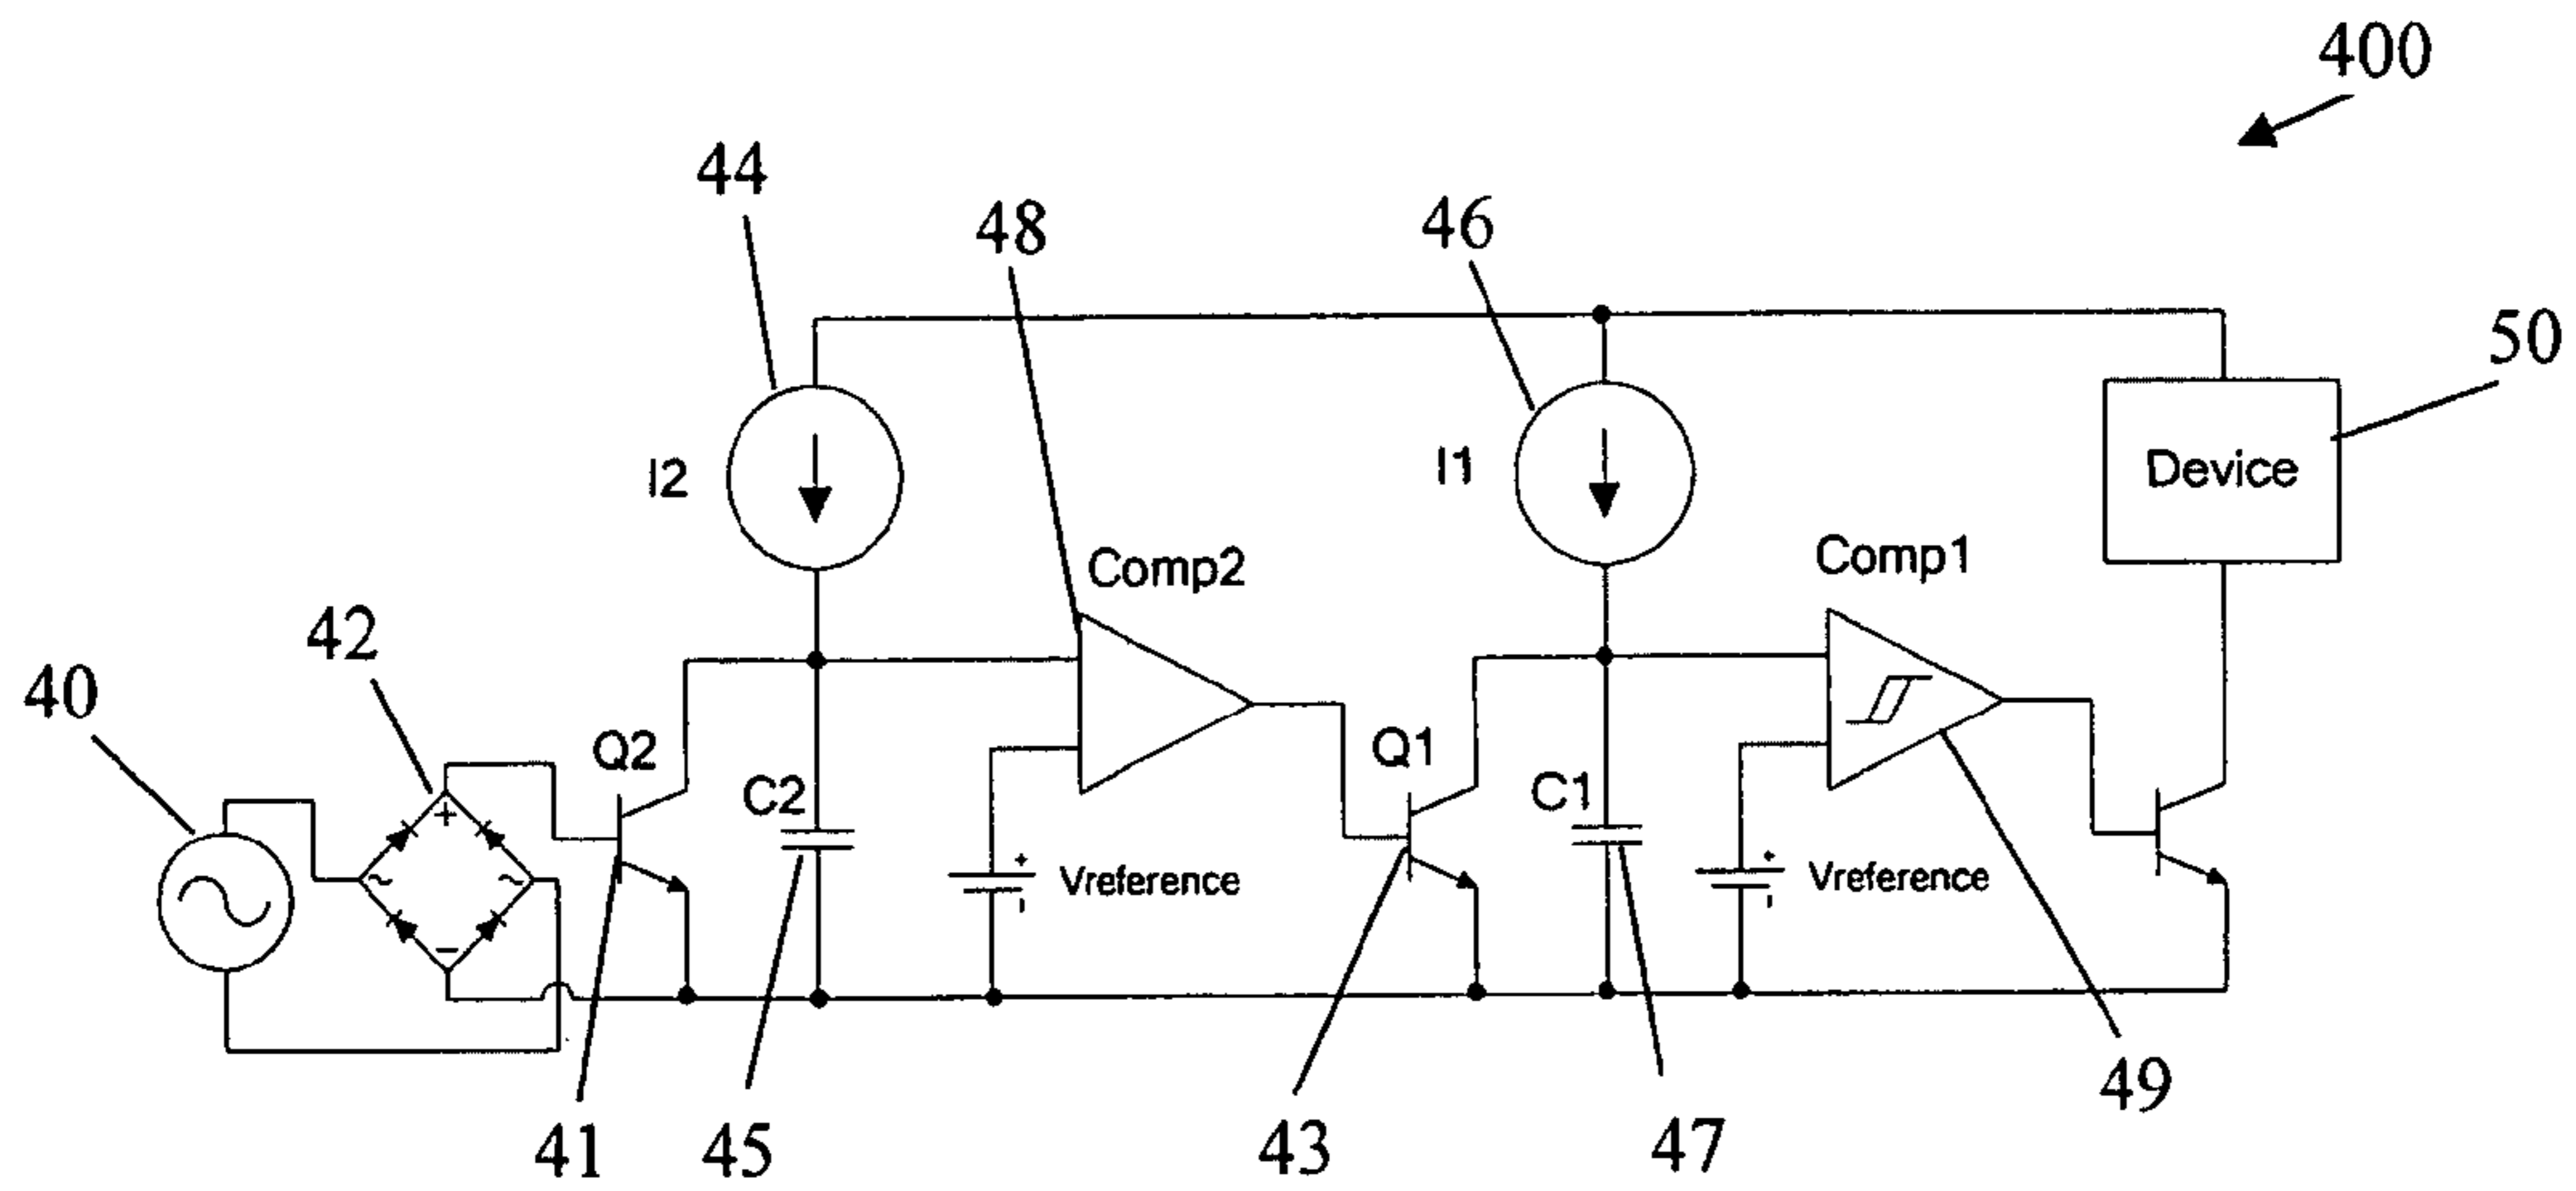 400
44
48
46
50
I2
I1
Device
Comp2
Comp1
42
40
Q2
+
C2
Q1
C1
~ ~
+
Vreference
+
Vreference
-
-
−
49
41
45
43
47